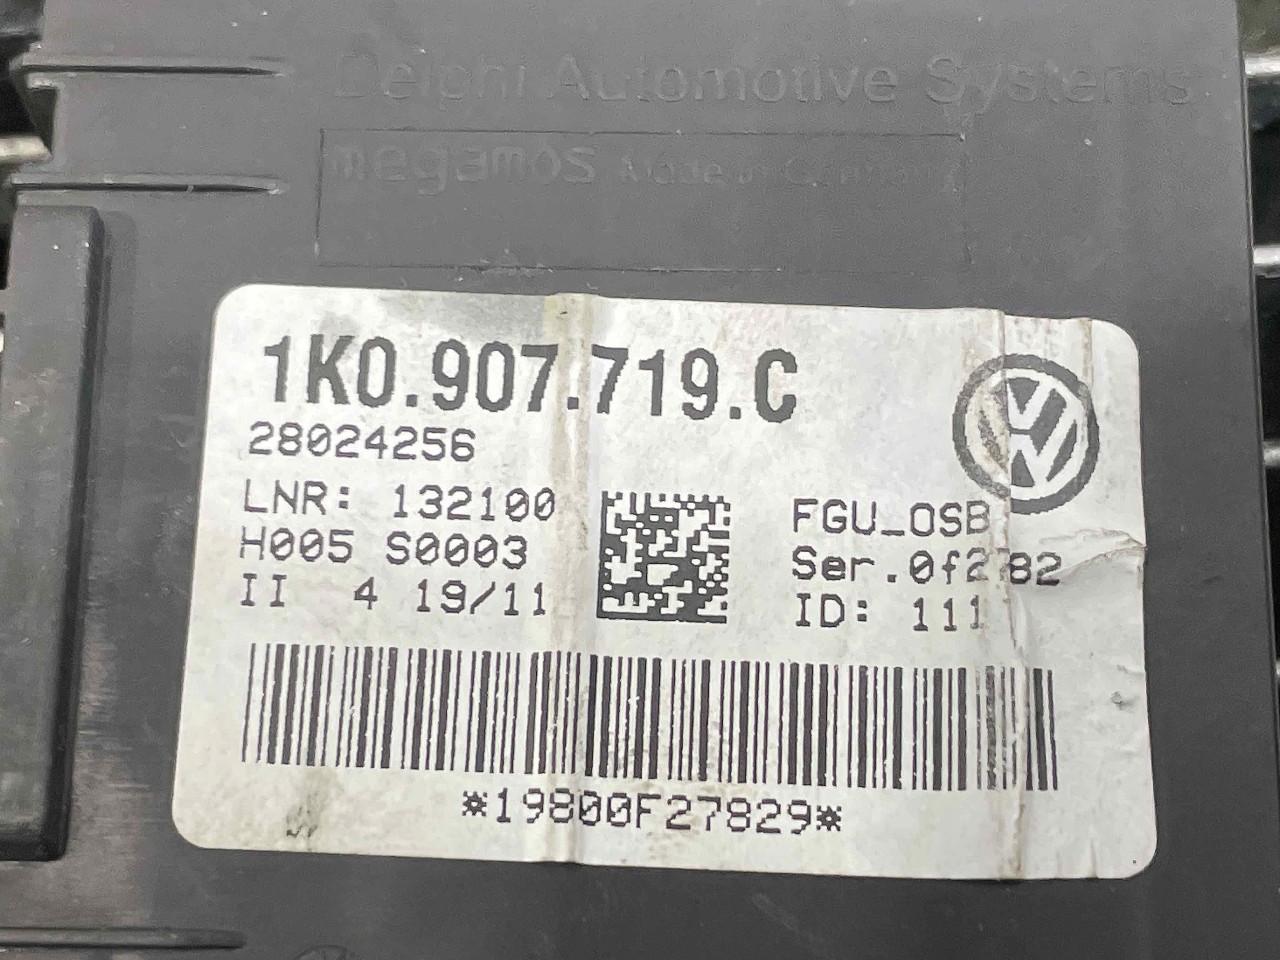 Delphi Automotive Systems
megamos Made in Germany
1K0.907.719.C
28024256
LNR: 132100
H005 S0003
II 4 19/11
FGU_OSB
Ser.0f2782
ID: 111
*19800F27829*